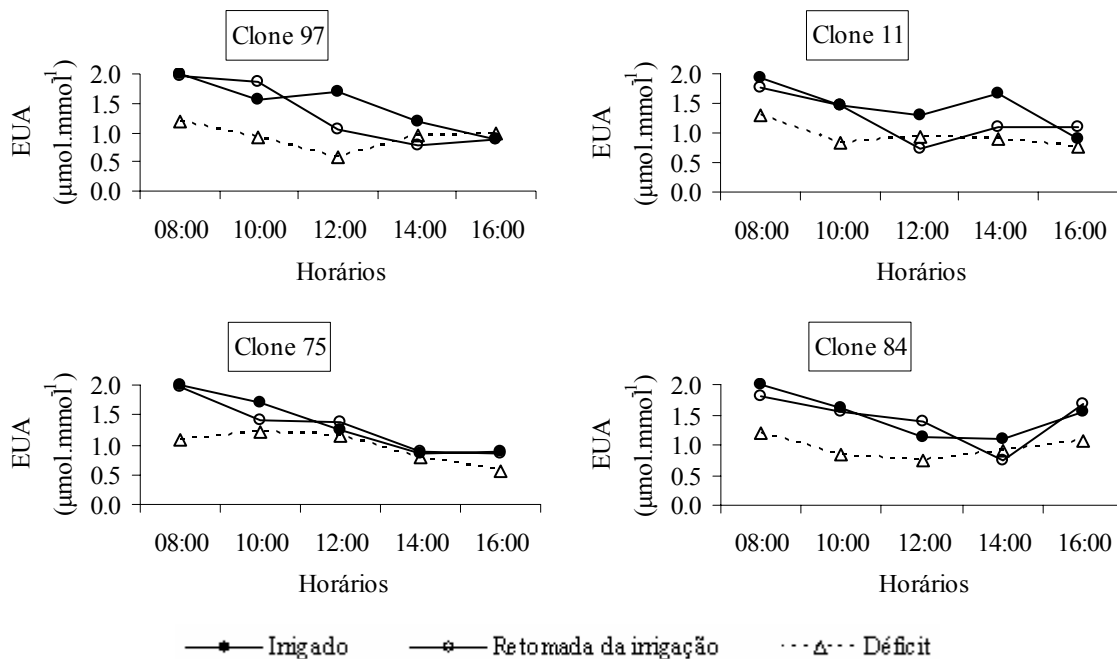 Clone 97
EUA
(μmol.mmol⁻¹)
2.0
1.5
1.0
0.5
0.0
08:00 10:00 12:00 14:00 16:00
Horários
Clone 11
EUA
(μmol.mmol⁻¹)
2.0
1.5
1.0
0.5
0.0
08:00 10:00 12:00 14:00 16:00
Horários
Clone 75
EUA
(μmol.mmol⁻¹)
2.0
1.5
1.0
0.5
0.0
08:00 10:00 12:00 14:00 16:00
Horários
Clone 84
EUA
(μmol.mmol⁻¹)
2.0
1.5
1.0
0.5
0.0
08:00 10:00 12:00 14:00 16:00
Horários
Irrigado Retomada da irrigação Déficit